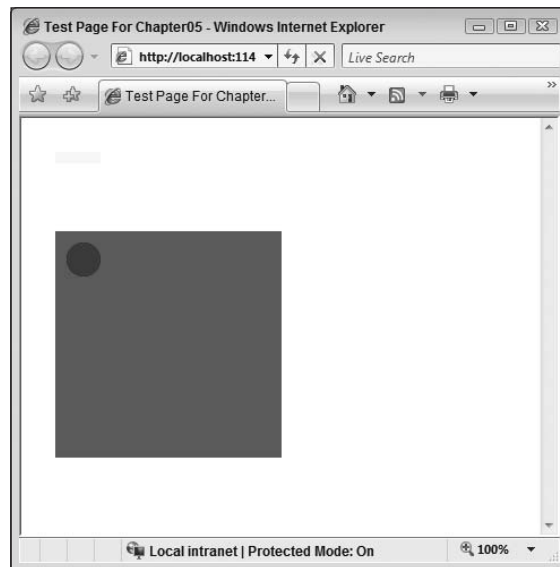 Test Page For Chapter05 - Windows Internet Explorer
http://localhost:114
Live Search
Test Page For Chapter...
»
Local intranet | Protected Mode: On
100%